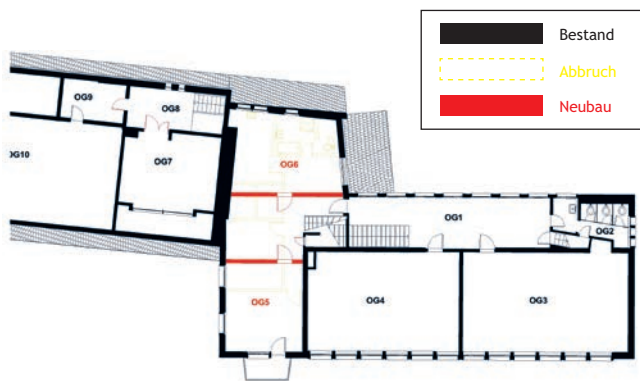 Bestand
Abbruch
Neubau
OG9
OG8
OG6
OG7
OG10
OG1
OG2
OG5
OG4
OG3